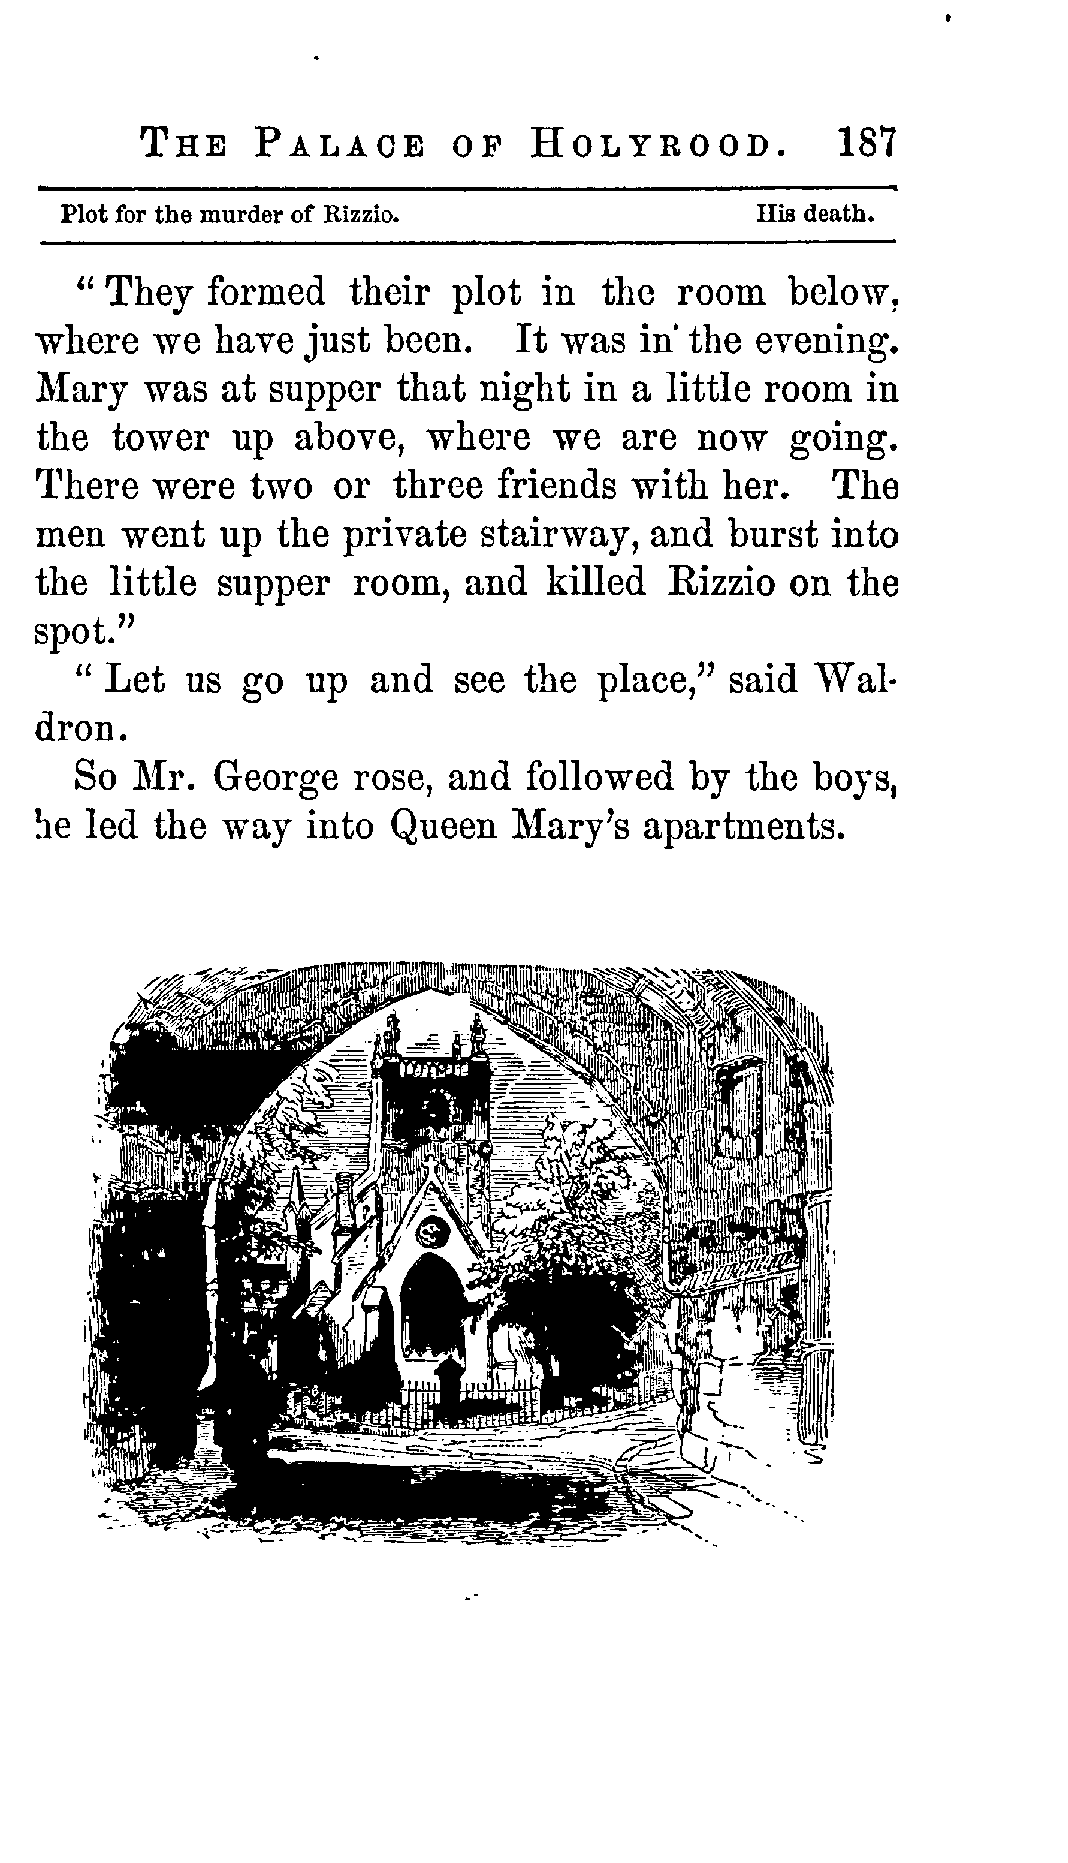 THE PALACE OF HOLYROOD. 187
Plot for the murder of Rizzio. His death.
“They formed their plot in the room below,
where we have just been. It was in the evening.
Mary was at supper that night in a little room in
the tower up above, where we are now going.
There were two or three friends with her. The
men went up the private stairway, and burst into
the little supper room, and killed Rizzio on the
spot.”
“Let us go up and see the place,” said Wal-
dron.
So Mr. George rose, and followed by the boys,
he led the way into Queen Mary’s apartments.